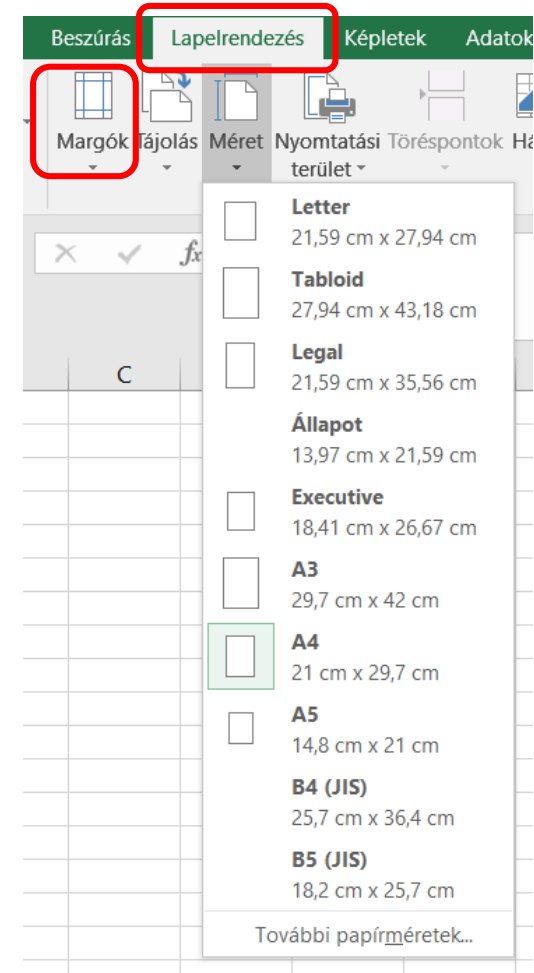 Beszúrás Lapelrendezés Képletek Adatok
Margók Tájolás Méret Nyomtatási Töréspontok Há
terület
fx
C
Letter
21,59 cm x 27,94 cm
Tabloid
27,94 cm x 43,18 cm
Legal
21,59 cm x 35,56 cm
Állapot
13,97 cm x 21,59 cm
Executive
18,41 cm x 26,67 cm
A3
29,7 cm x 42 cm
A4
21 cm x 29,7 cm
A5
14,8 cm x 21 cm
B4 (JIS)
25,7 cm x 36,4 cm
B5 (JIS)
18,2 cm x 25,7 cm
További papírméretek...